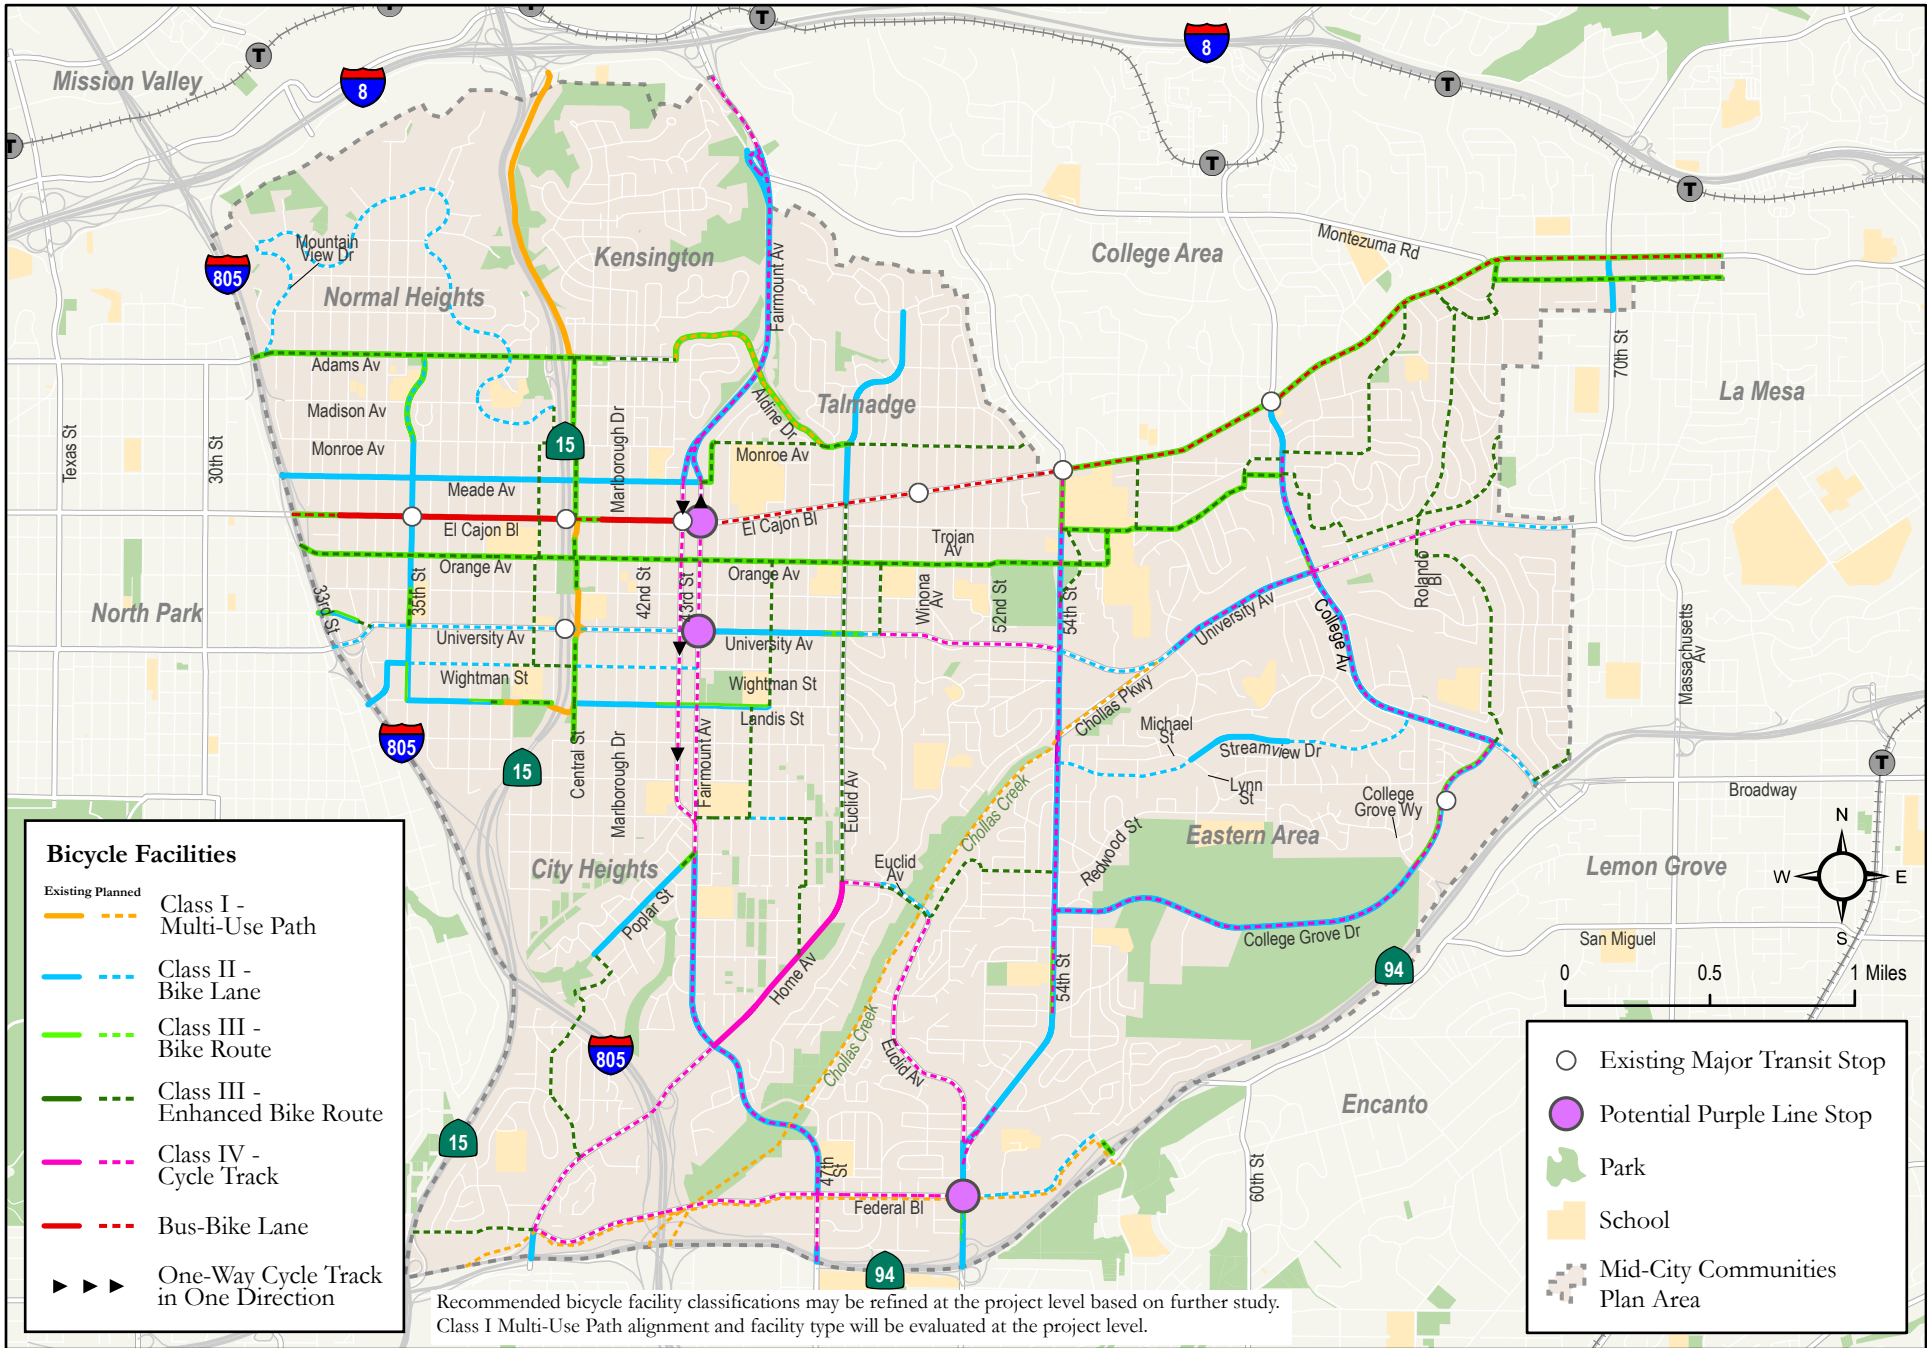 Mission Valley
8
8
T
T
T
T
T
T
T
T
Montezuma Rd
College Area
Kensington
Mountain
View Dr
Normal Heights
805
Fairmount Av
70th St
La Mesa
Adams Av
Madison Av
Monroe Av
Texas St
30th St
15
Marlborough Dr
Aldine Dr
Talmadge
Monroe Av
Meade Av
El Cajon Bl
El Cajon Bl
Trojan
Av
Orange Av
Orange Av
35th St
33rd St
42nd St
43rd St
Winona
Av
52nd St
54th St
Rolando
Bl
North Park
University Av
University Av
University Av
College Av
Massachusetts
Av
Wightman St
Wightman St
Landis St
Chollas Pkwy
Michael
St
Streamview Dr
Lynn
St
College
Grove Wy
805
15
Central St
Marlborough Dr
Fairmount Av
Euclid Av
Chollas Creek
Redwood St
Eastern Area
Broadway
T
N
W
E
S
Lemon Grove
City Heights
Euclid
Av
Poplar St
Home Av
College Grove Dr
54th St
94
San Miguel
0
0.5
1 Miles
805
Chollas Creek
Euclid Av
Encanto
15
47th
St
60th St
Federal Bl
94
Bicycle Facilities
Existing Planned
Class I -
Multi-Use Path
Class II -
Bike Lane
Class III -
Bike Route
Class III -
Enhanced Bike Route
Class IV -
Cycle Track
Bus-Bike Lane
One-Way Cycle Track
in One Direction
Existing Major Transit Stop
Potential Purple Line Stop
Park
School
Mid-City Communities
Plan Area
Recommended bicycle facility classifications may be refined at the project level based on further study.
Class I Multi-Use Path alignment and facility type will be evaluated at the project level.